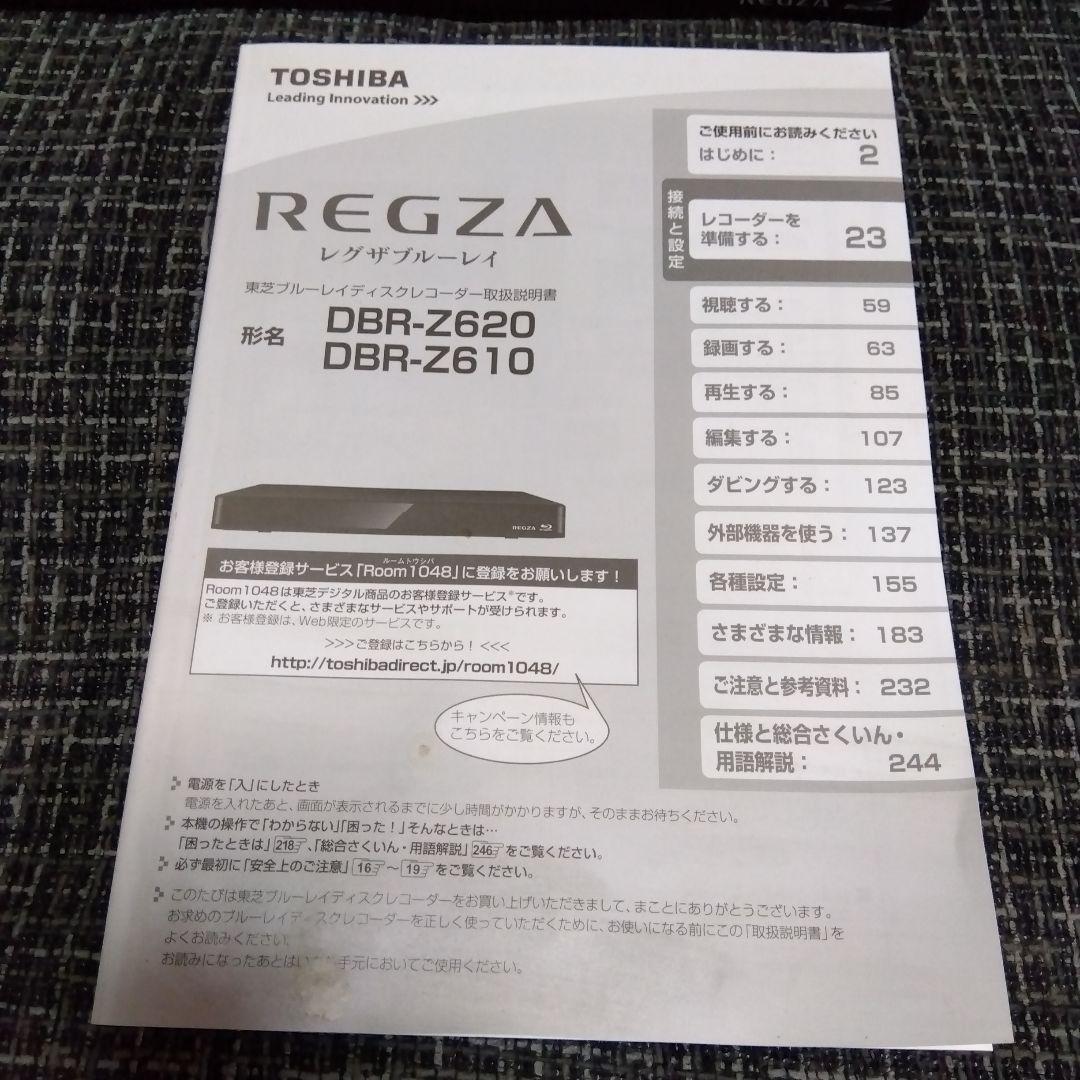 REGZA
TOSHIBA
Leading Innovation >>>
REGZA
レグザブルーレイ
東芝ブルーレイディスクレコーダー取扱説明書
形名
DBR-Z620
DBR-Z610
ご使用前にお読みください
はじめに： 2
接続と設定
レコーダーを
準備する： 23
視聴する： 59
録画する： 63
再生する： 85
編集する： 107
ダビングする： 123
外部機器を使う： 137
各種設定： 155
さまざまな情報： 183
ご注意と参考資料： 232
仕様と総合さくいん・
用語解説： 244
REGZA
ルームトウシバ
お客様登録サービス「Room1048」に登録をお願いします！
Room1048は東芝デジタル商品のお客様登録サービス※です。
ご登録いただくと、さまざまなサービスやサポートが受けられます。
※ お客様登録は、Web限定のサービスです。
>>>ご登録はこちらから！<<<
http://toshibadirect.jp/room1048/
キャンペーン情報も
こちらをご覧ください。
電源を「入」にしたとき
電源を入れたあと、画面が表示されるまでに少し時間がかかりますが、そのままお待ちください。
本機の操作で「わからない」「困った！」そんなときは…
「困ったときは」218、「総合さくいん・用語解説」246をご覧ください。
必ず最初に「安全上のご注意」16～19をご覧ください。
このたびは東芝ブルーレイディスクレコーダーをお買い上げいただきまして、まことにありがとうございます。
お求めのブルーレイディスクレコーダーを正しく使っていただくために、お使いになる前にこの「取扱説明書」を
よくお読みください。
お読みになったあとは 手元においてご使用ください。